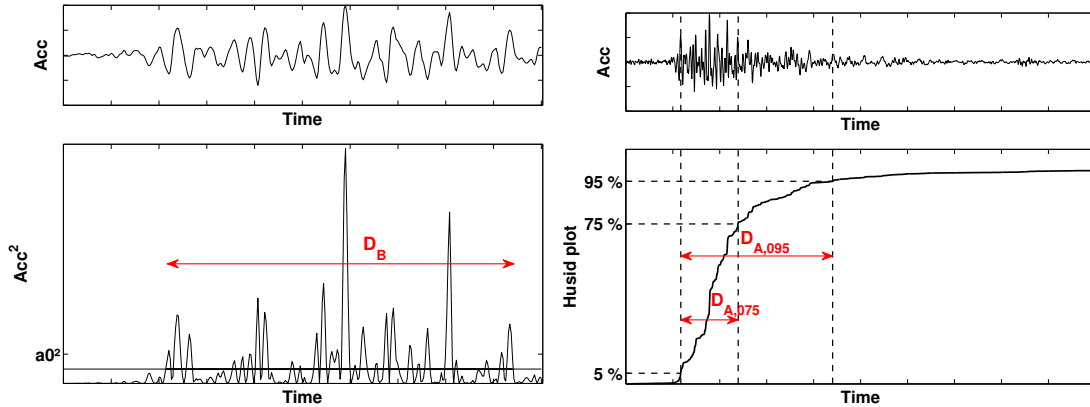 Acc
Time
Acc²
D_B
a0²
Time
Acc
Time
Husid plot
95 %
75 %
5 %
D_A,095
D_A,075
Time